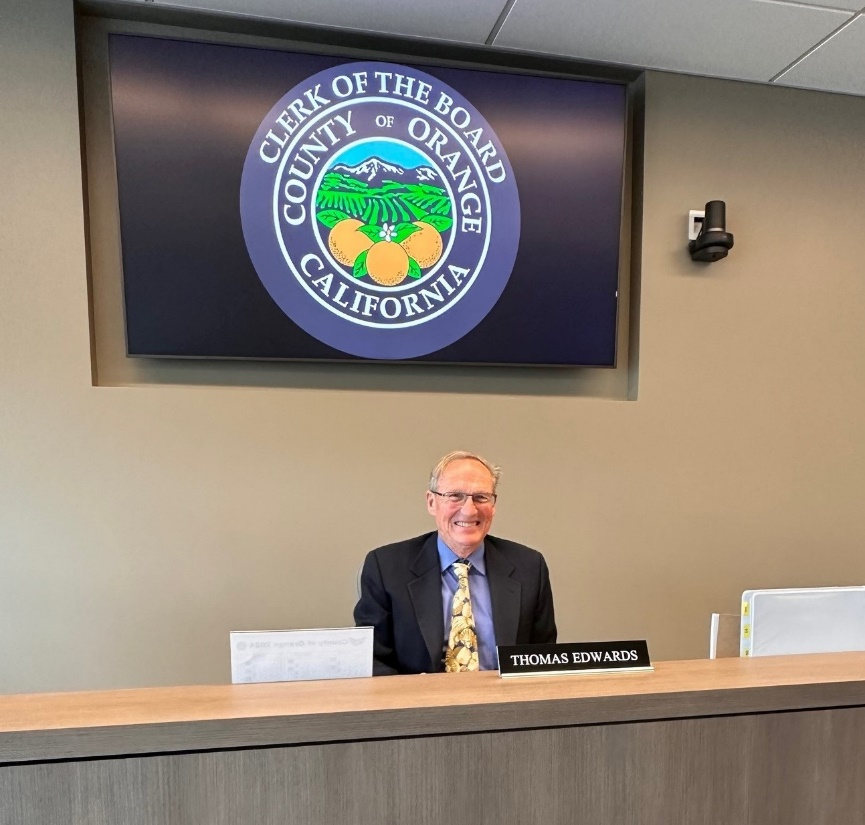 CLERK OF THE BOARD
COUNTY OF ORANGE
CALIFORNIA
THOMAS EDWARDS